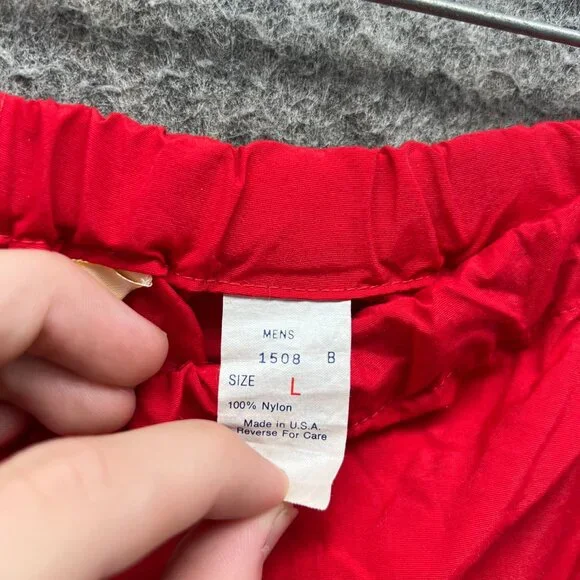 MENS
1508 B
SIZE L
100% Nylon
Made in U.S.A.
Reverse For Care